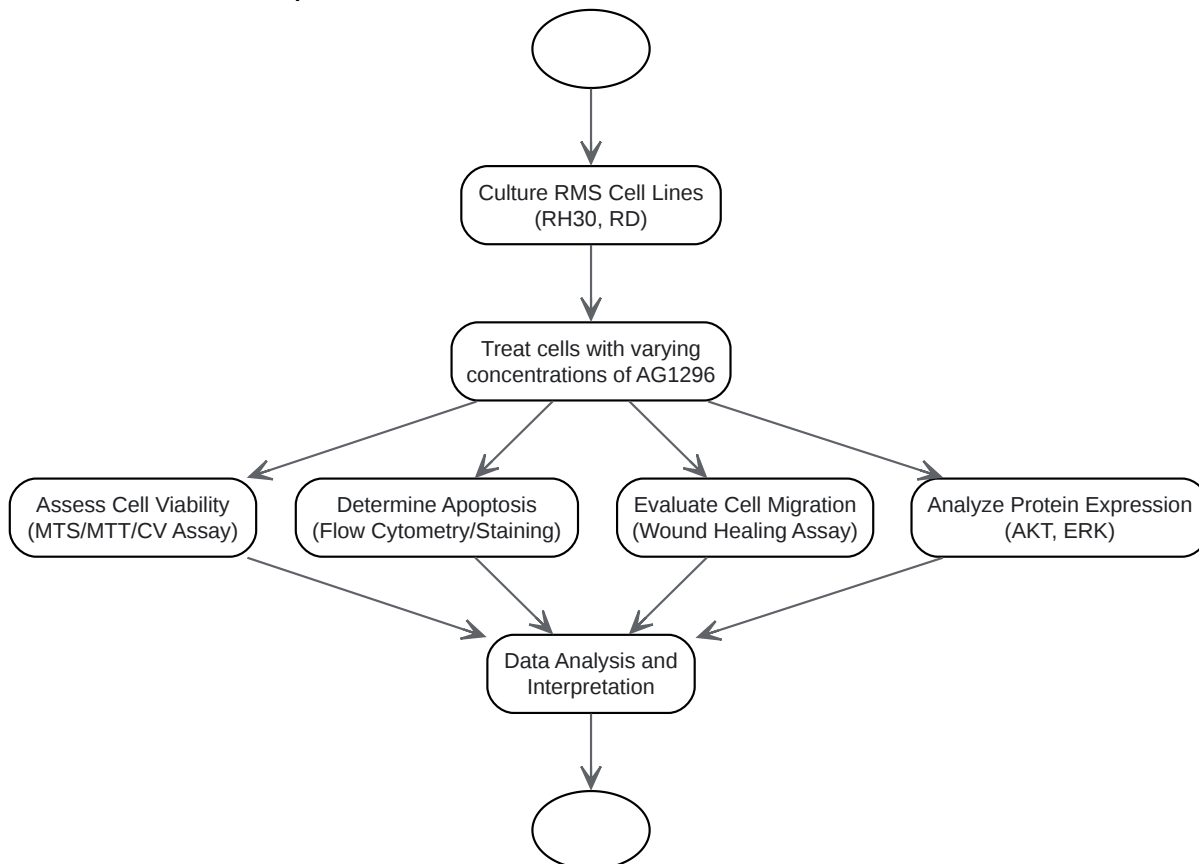 Culture RMS Cell Lines
(RH30, RD)
Treat cells with varying
concentrations of AG1296
Assess Cell Viability
(MTS/MTT/CV Assay)
Determine Apoptosis
(Flow Cytometry/Staining)
Evaluate Cell Migration
(Wound Healing Assay)
Analyze Protein Expression
(AKT, ERK)
Data Analysis and
Interpretation